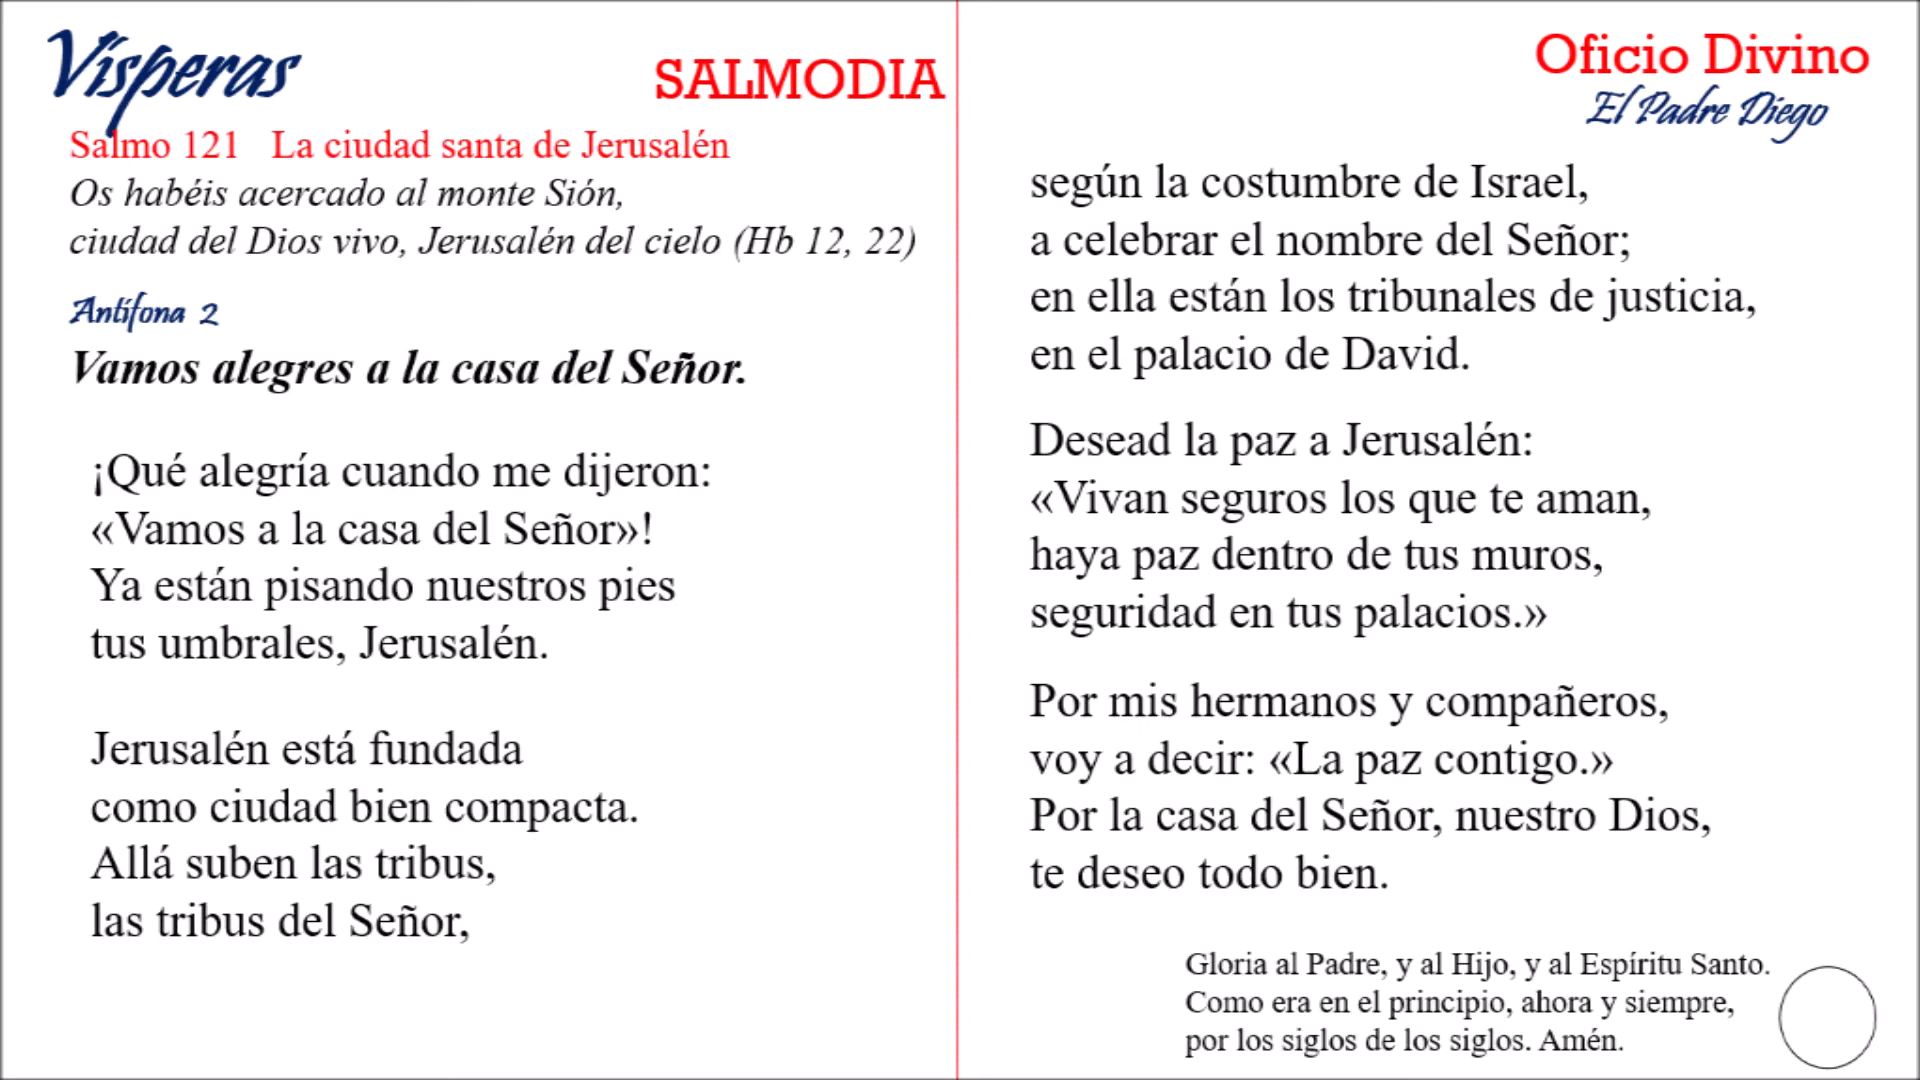 Vísperas
SALMODIA
Salmo 121 La ciudad santa de Jerusalén
Os habéis acercado al monte Sión,
ciudad del Dios vivo, Jerusalén del cielo (Hb 12, 22)
Antífona 2
Vamos alegres a la casa del Señor.
¡Qué alegría cuando me dijeron:
«Vamos a la casa del Señor»!
Ya están pisando nuestros pies
tus umbrales, Jerusalén.
Jerusalén está fundada
como ciudad bien compacta.
Allá suben las tribus,
las tribus del Señor,
Oficio Divino
El Padre Diego
según la costumbre de Israel,
a celebrar el nombre del Señor;
en ella están los tribunales de justicia,
en el palacio de David.
Desead la paz a Jerusalén:
«Vivan seguros los que te aman,
haya paz dentro de tus muros,
seguridad en tus palacios.»
Por mis hermanos y compañeros,
voy a decir: «La paz contigo.»
Por la casa del Señor, nuestro Dios,
te deseo todo bien.
Gloria al Padre, y al Hijo, y al Espíritu Santo.
Como era en el principio, ahora y siempre,
por los siglos de los siglos. Amén.